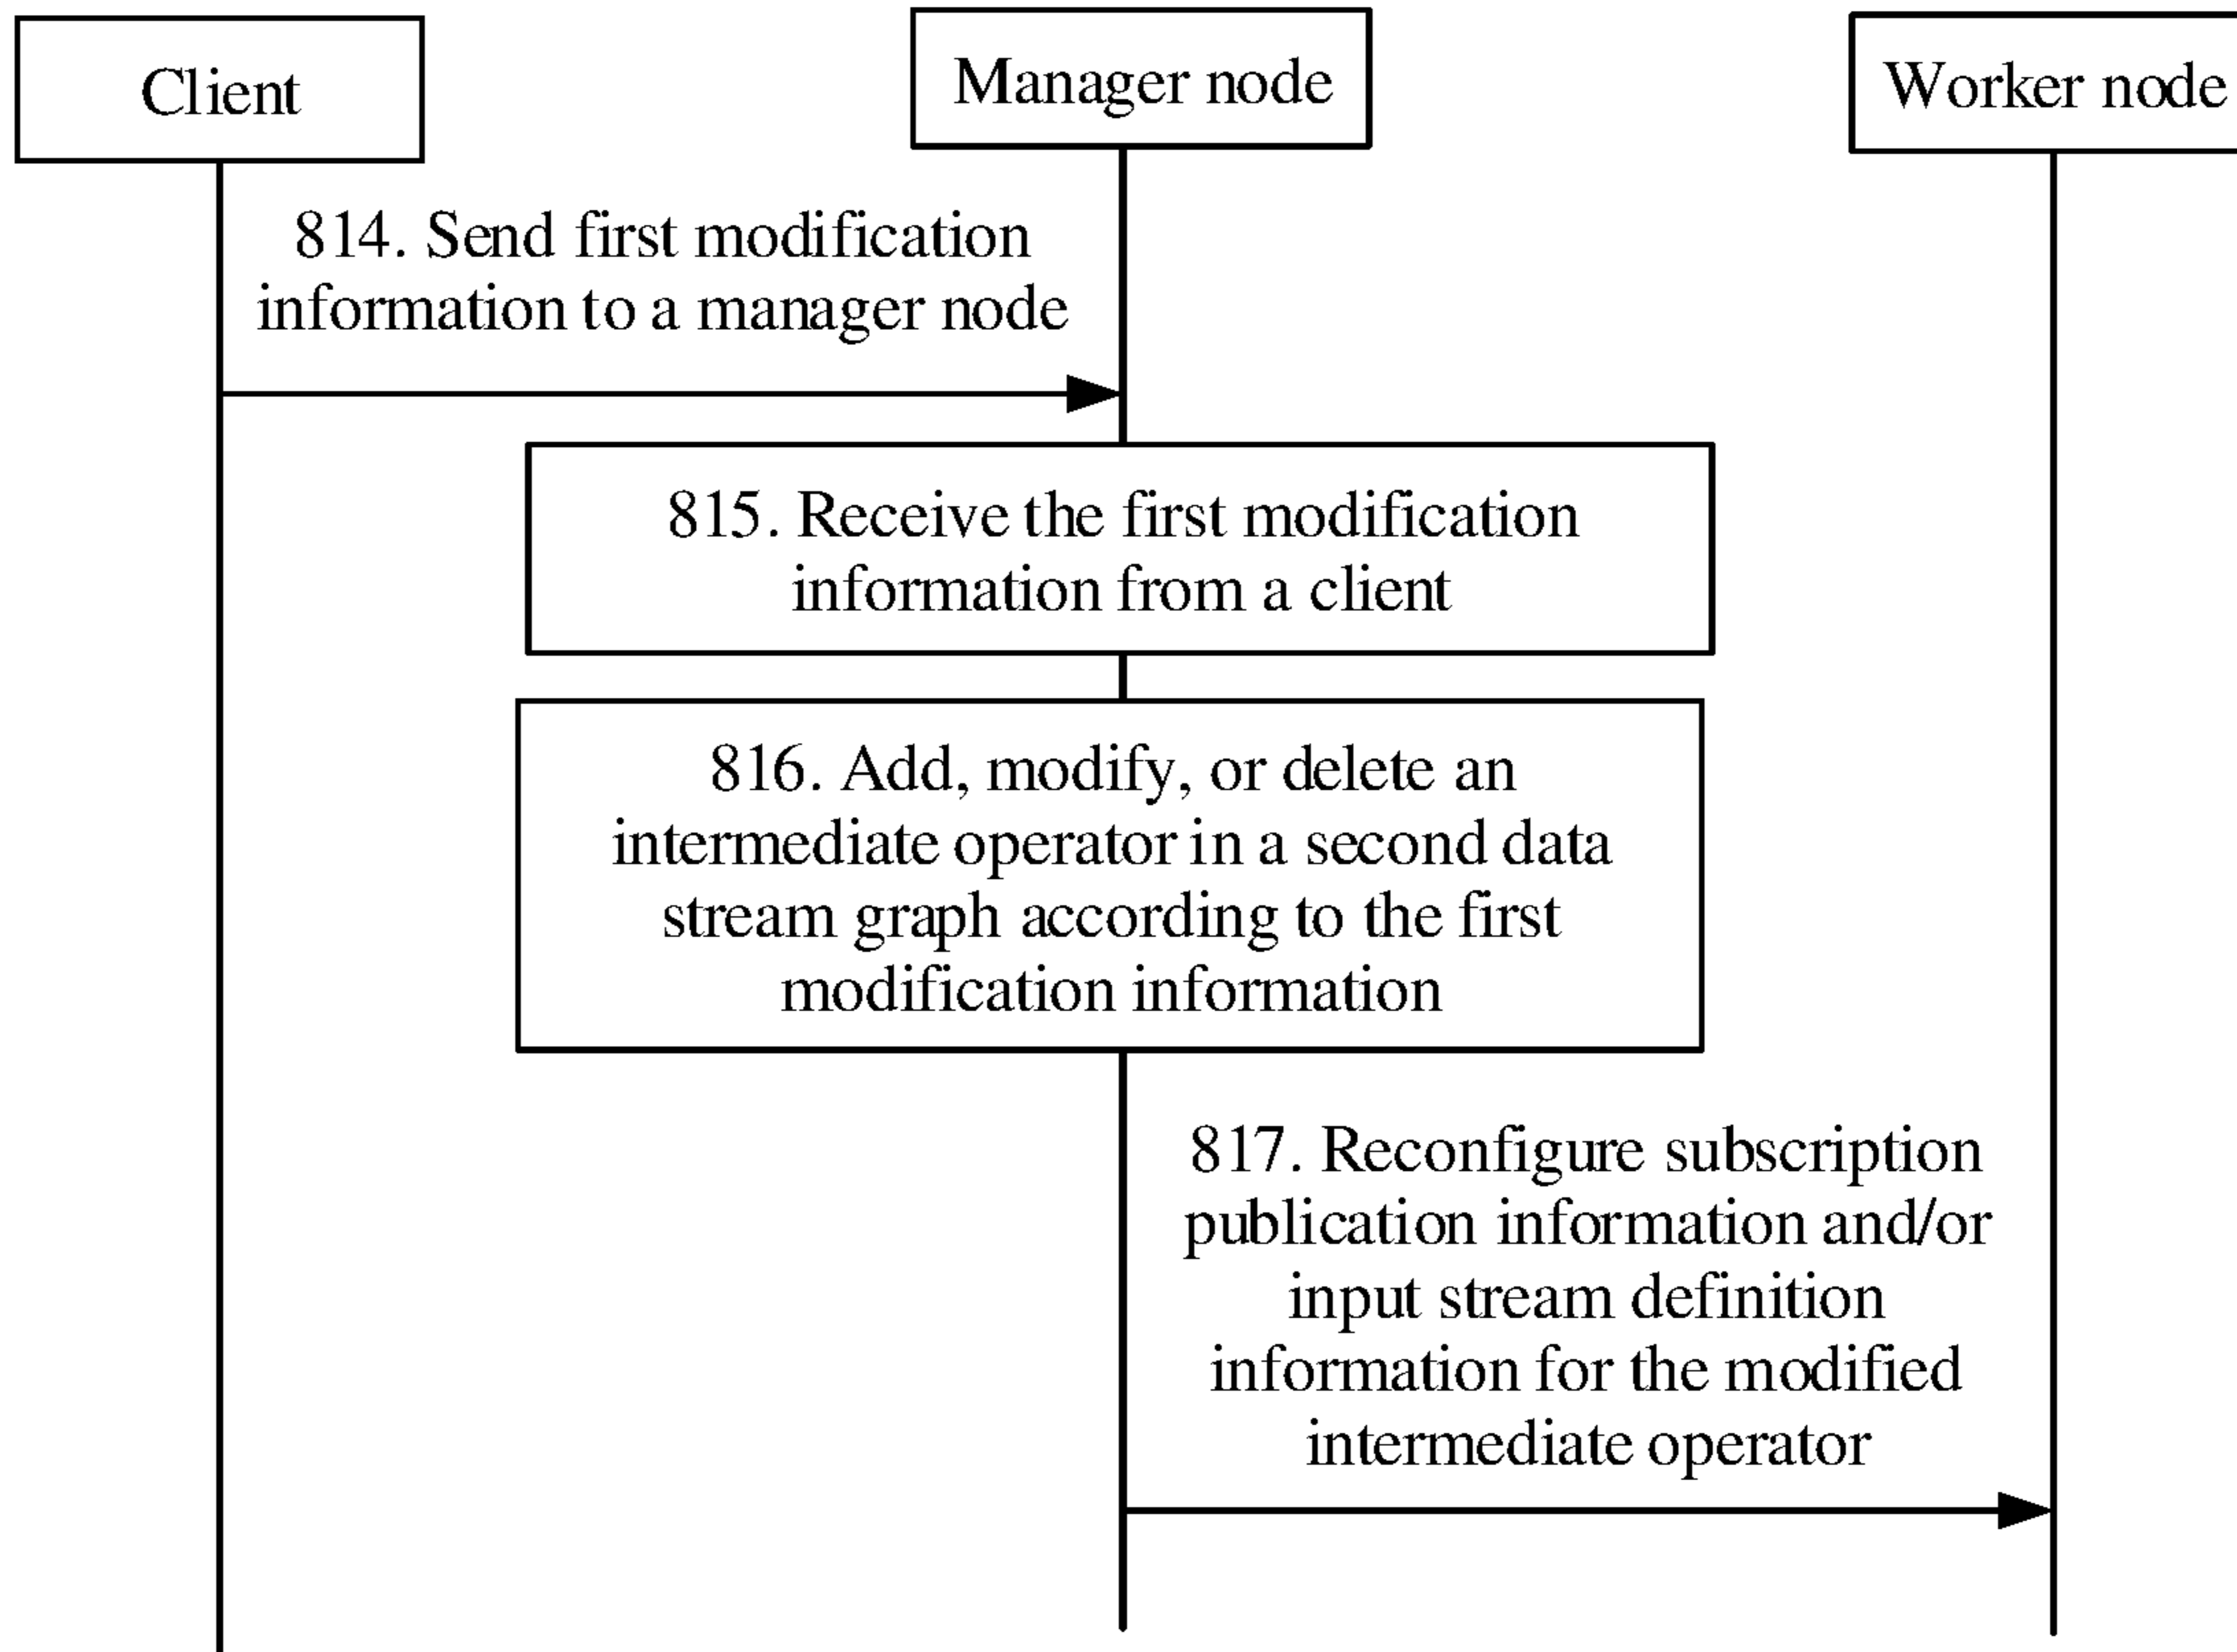 Client
Manager node
Worker node
814. Send first modification
information to a manager node
815. Receive the first modification
information from a client
816. Add, modify, or delete an
intermediate operator in a second data
stream graph according to the first
modification information
817. Reconfigure subscription
publication information and/or
input stream definition
information for the modified
intermediate operator